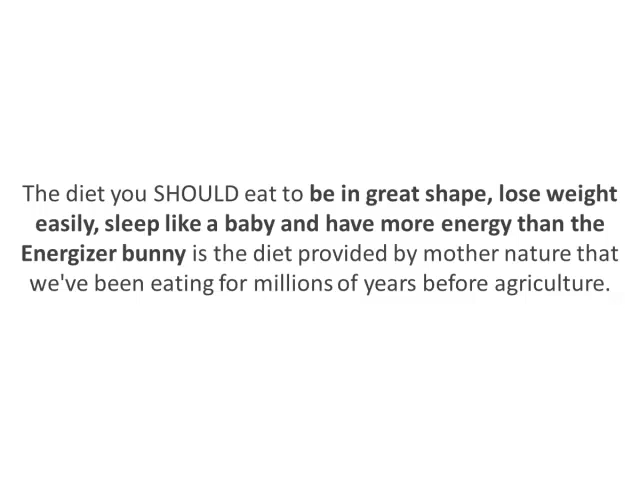 The diet you SHOULD eat to be in great shape, lose weight
easily, sleep like a baby and have more energy than the
Energizer bunny is the diet provided by mother nature that
we've been eating for millions of years before agriculture.